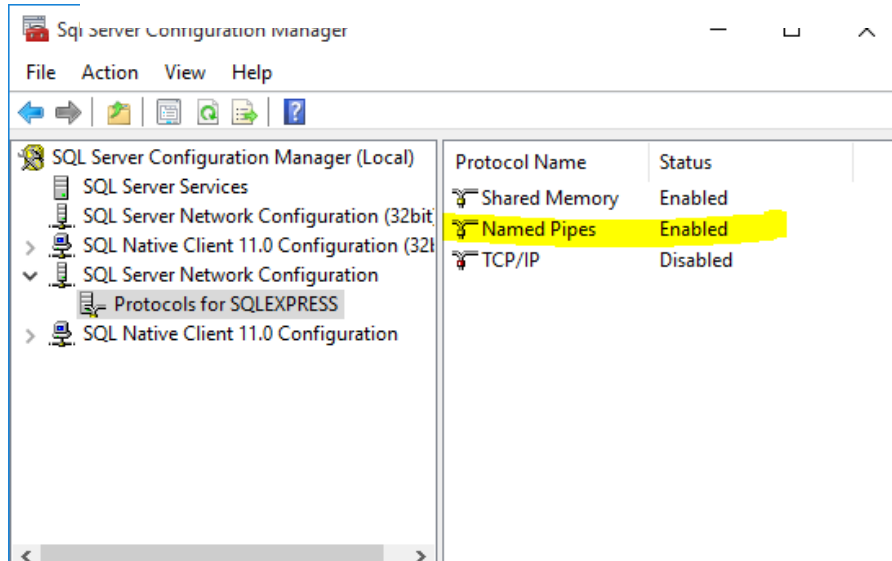 Sql Server Configuration Manager
File Action View Help
SQL Server Configuration Manager (Local)
SQL Server Services
SQL Server Network Configuration (32bit
SQL Native Client 11.0 Configuration (32b
SQL Server Network Configuration
Protocols for SQLEXPRESS
SQL Native Client 11.0 Configuration
Protocol Name Status
Shared Memory Enabled
Named Pipes Enabled
TCP/IP Disabled